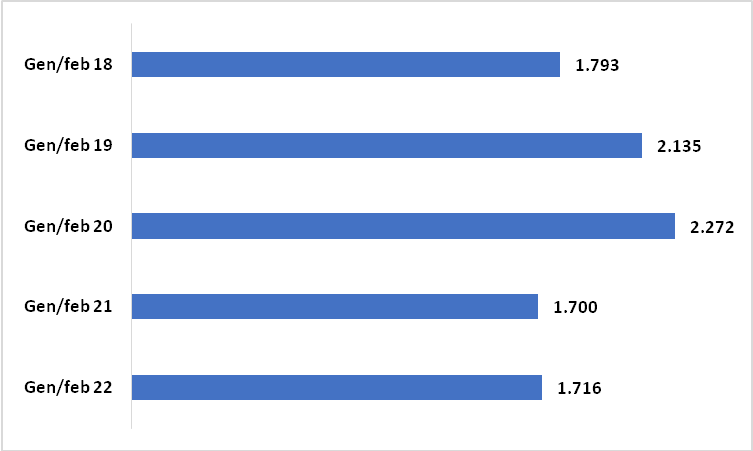 Gen/feb 18 1.793
Gen/feb 19 2.135
Gen/feb 20 2.272
Gen/feb 21 1.700
Gen/feb 22 1.716